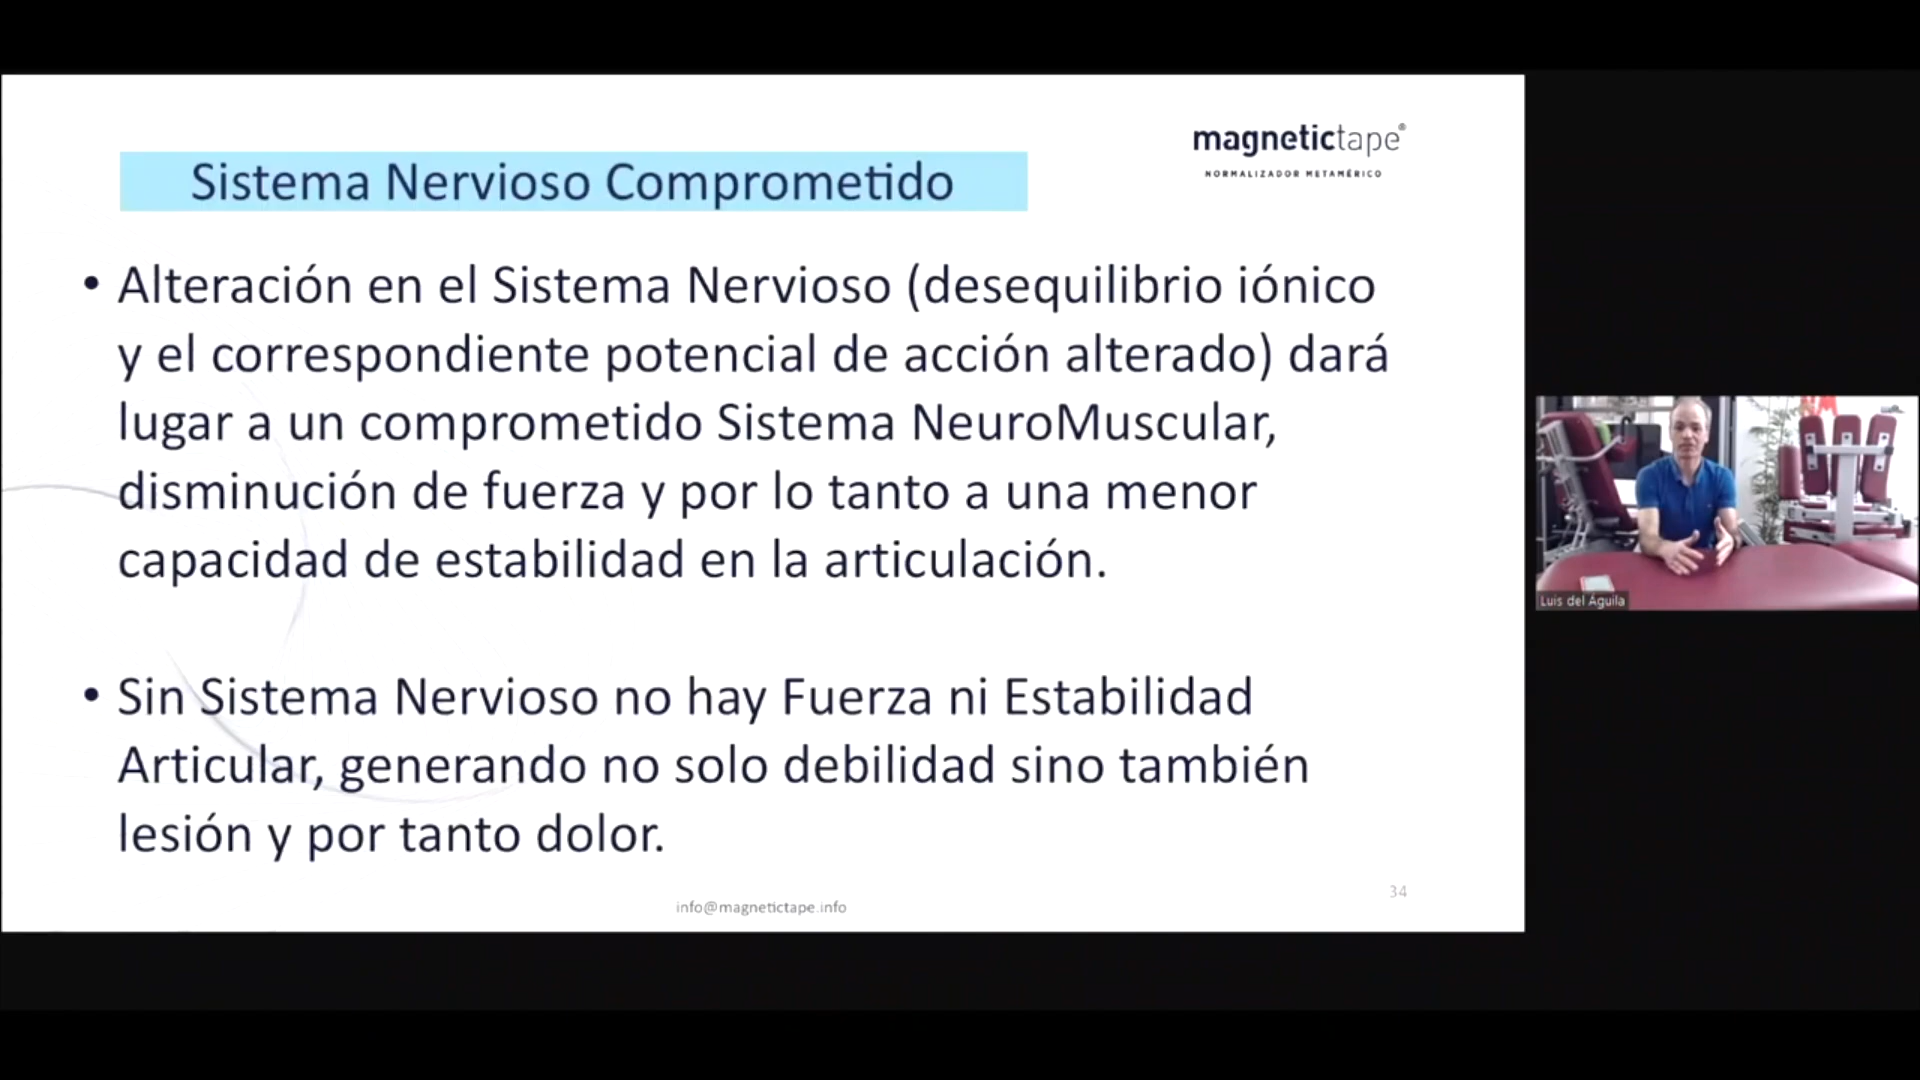 magnetictape®
NORMALIZADOR METAMÉRICO
Sistema Nervioso Comprometido
• Alteración en el Sistema Nervioso (desequilibrio iónico
y el correspondiente potencial de acción alterado) dará
lugar a un comprometido Sistema NeuroMuscular,
disminución de fuerza y por lo tanto a una menor
capacidad de estabilidad en la articulación.
• Sin Sistema Nervioso no hay Fuerza ni Estabilidad
Articular, generando no solo debilidad sino también
lesión y por tanto dolor.
info@magnetictape.info
34
Luis del Águila